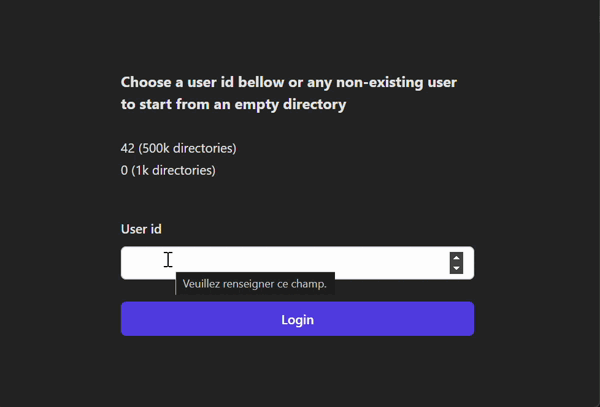 Choose a user id bellow or any non-existing user
to start from an empty directory
42 (500k directories)
0 (1k directories)
User id
Veuillez renseigner ce champ.
Login